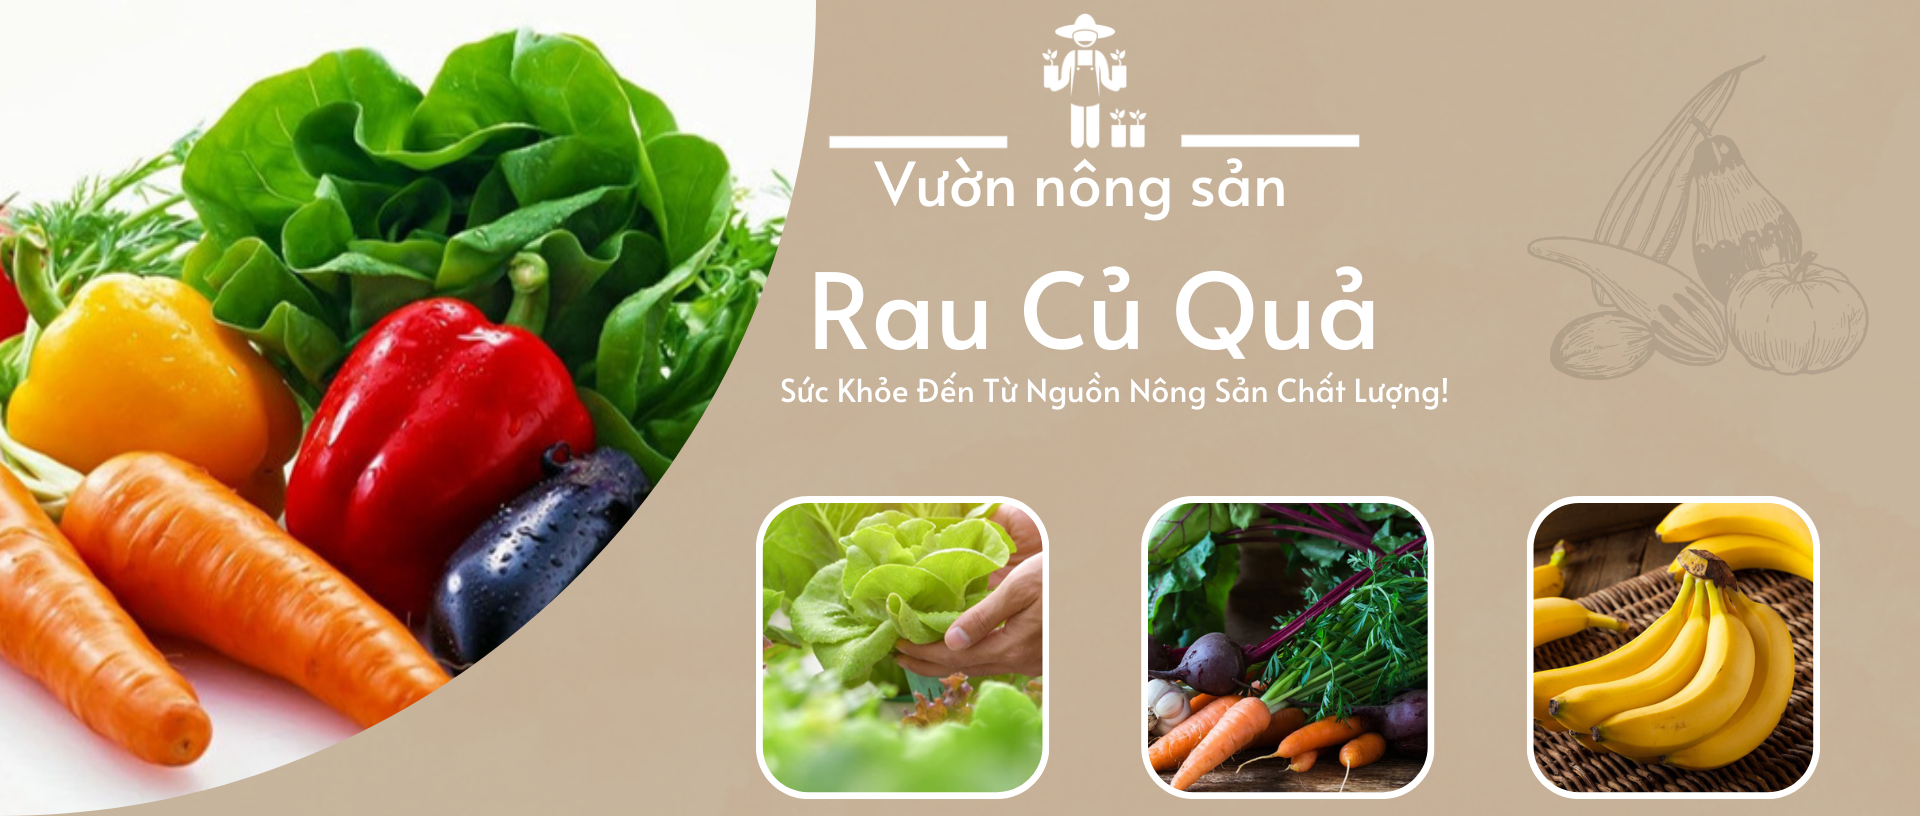 Vườn nông sản
Rau Củ Quả
Sức Khỏe Đến Từ Nguồn Nông Sản Chất Lượng!